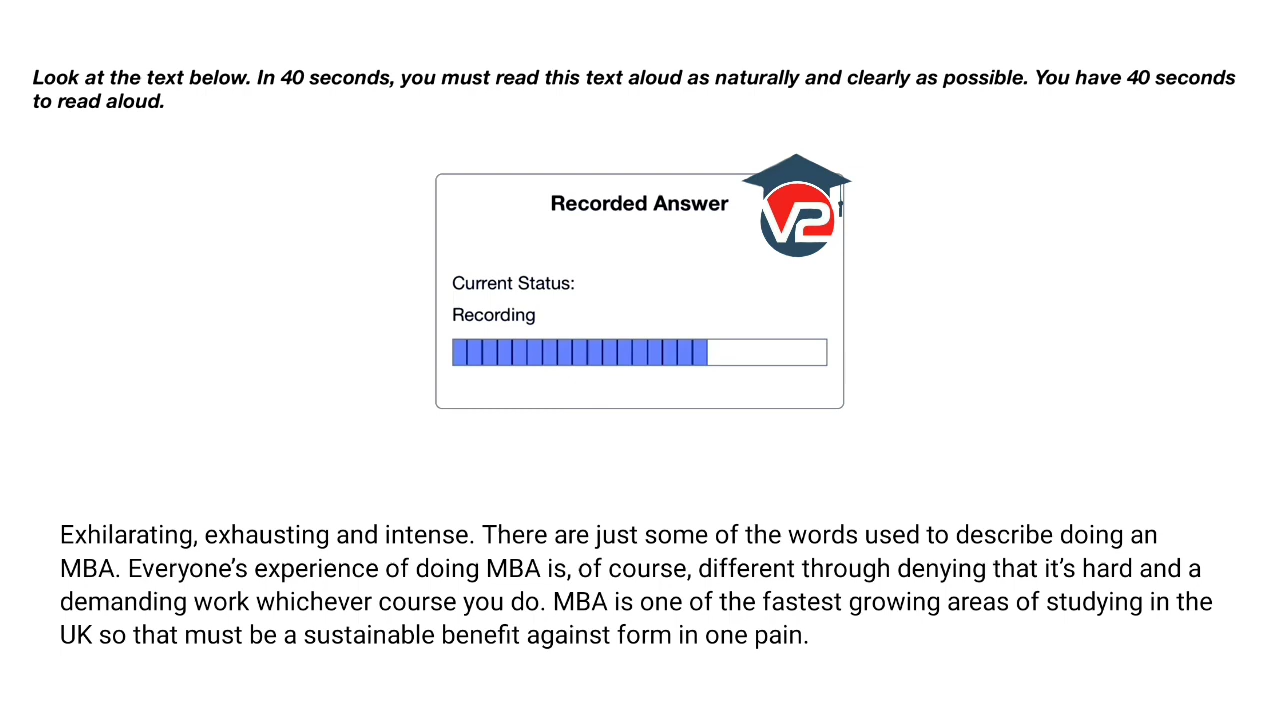 Look at the text below. In 40 seconds, you must read this text aloud as naturally and clearly as possible. You have 40 seconds
to read aloud.
Recorded Answer
V2
Current Status:
Recording
Exhilarating, exhausting and intense. There are just some of the words used to describe doing an
MBA. Everyone’s experience of doing MBA is, of course, different through denying that it’s hard and a
demanding work whichever course you do. MBA is one of the fastest growing areas of studying in the
UK so that must be a sustainable benefit against form in one pain.